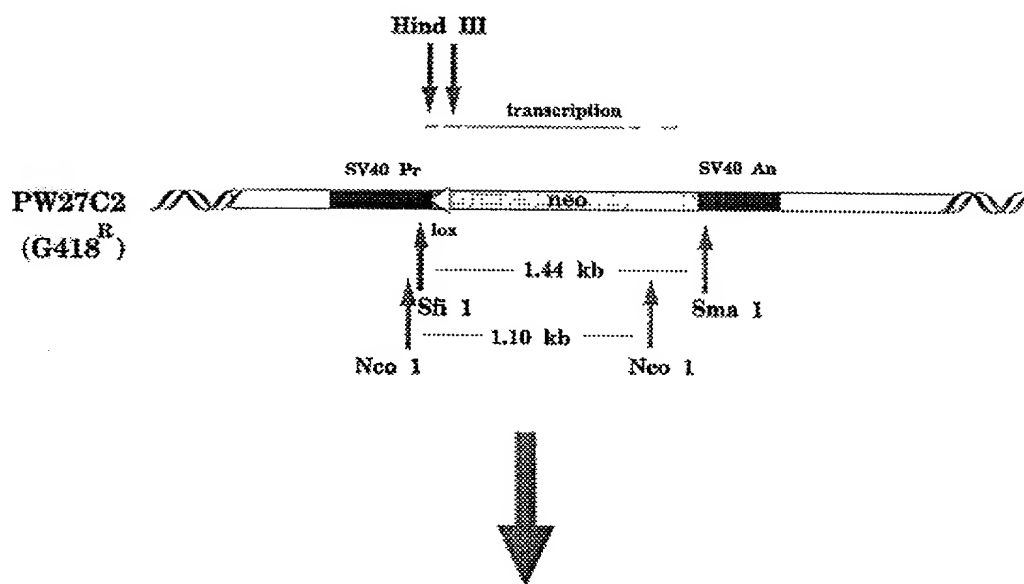 Hind III
transcription
SV40 Pr
SV40 An
PW27C2
neo
(G418R)
lox
1.44 kb
Sfi 1
Sma 1
1.10 kb
Nco 1
Nco 1